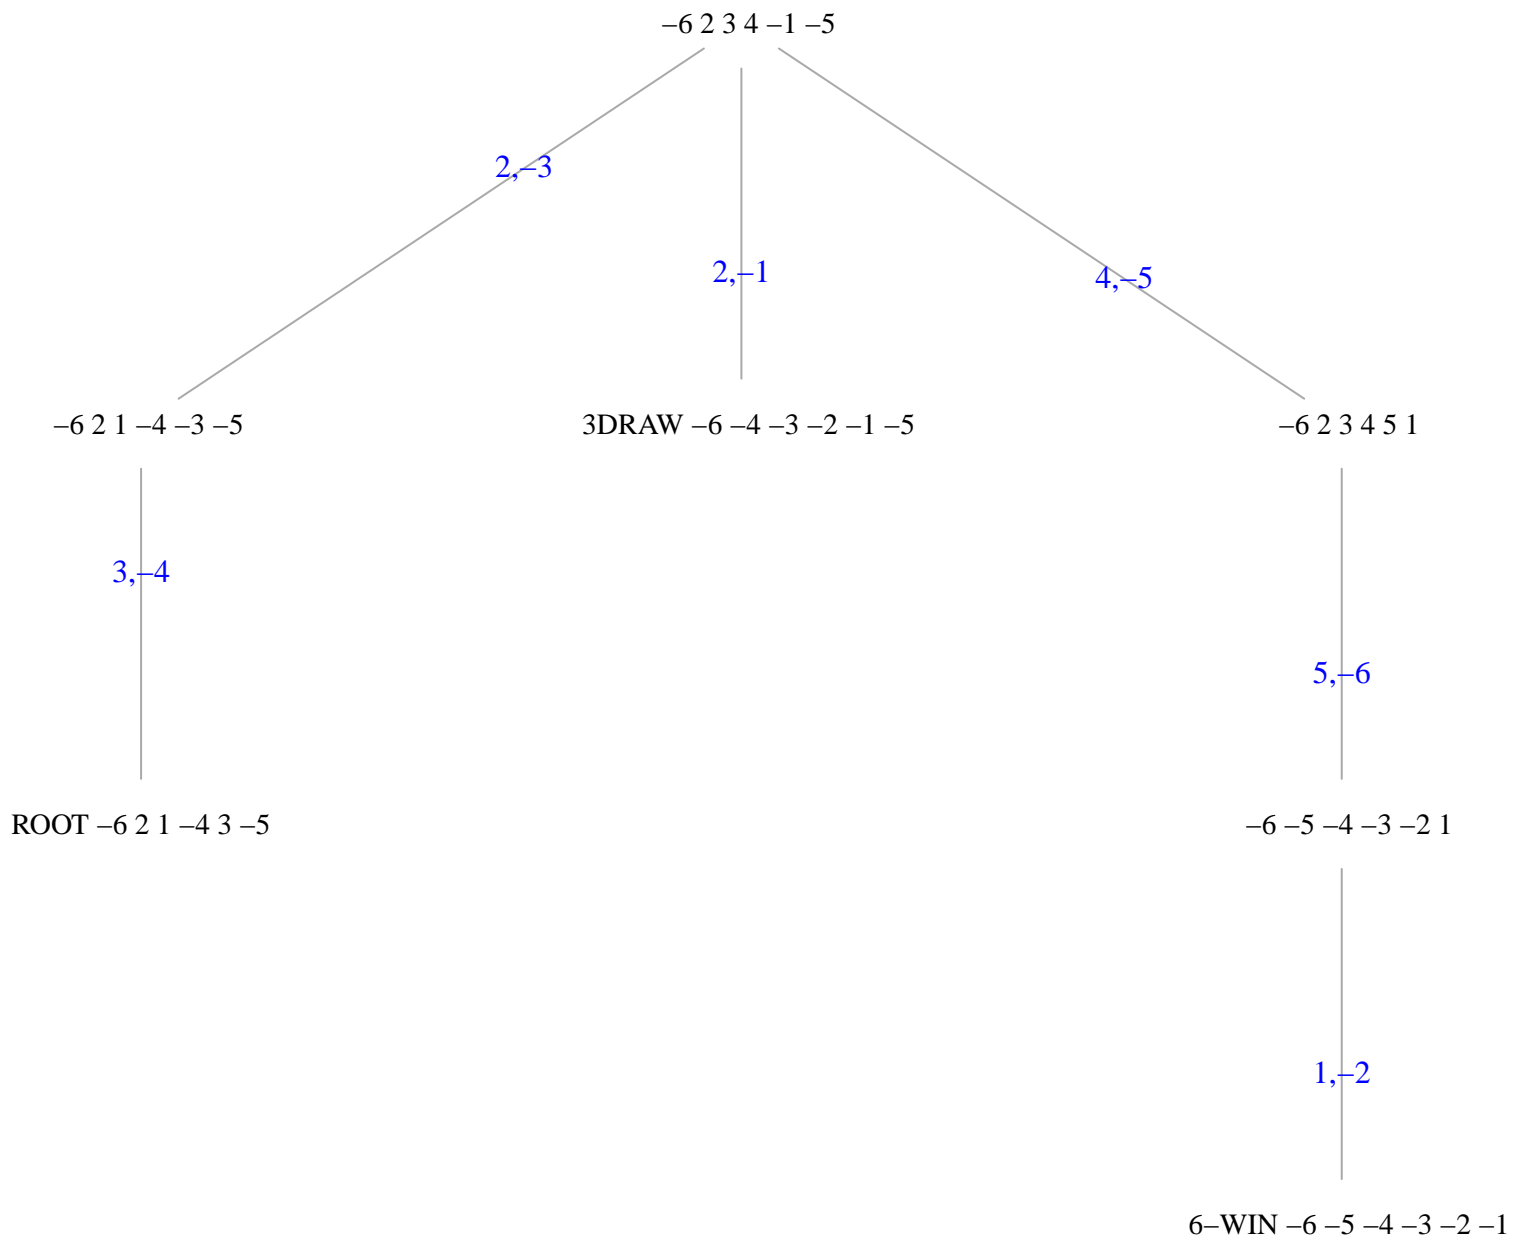 −6 2 3 4 −1 −5
2,−3
2,−1
4,−5
−6 2 1 −4 −3 −5
3DRAW −6 −4 −3 −2 −1 −5
−6 2 3 4 5 1
3,−4
5,−6
ROOT −6 2 1 −4 3 −5
−6 −5 −4 −3 −2 1
1,−2
6−WIN −6 −5 −4 −3 −2 −1